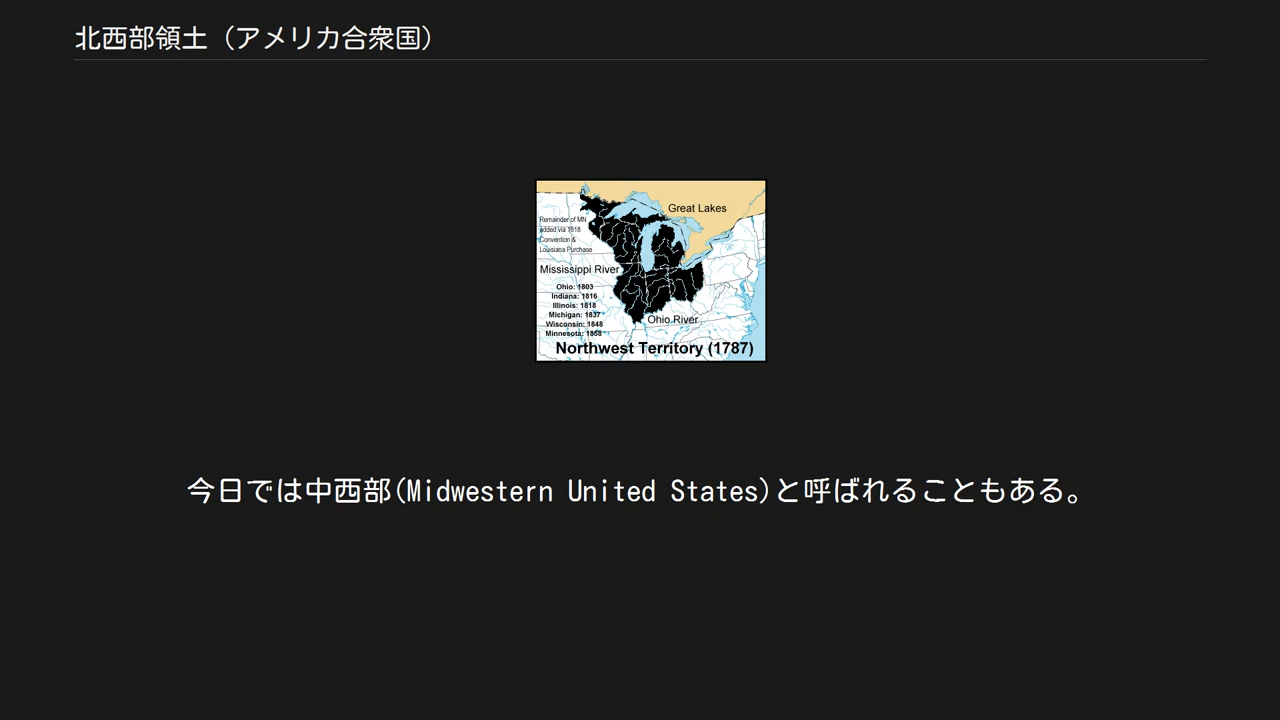 北西部領土（アメリカ合衆国）
Great Lakes
Remainder of MN
added via 1818
Convention &
Louisiana Purchase
Mississippi River
Ohio: 1803
Indiana: 1816
Illinois: 1818
Michigan: 1837
Wisconsin: 1848
Minnesota: 1858
Ohio River
Northwest Territory (1787)
今日では中西部(Midwestern United States)と呼ばれることもある。